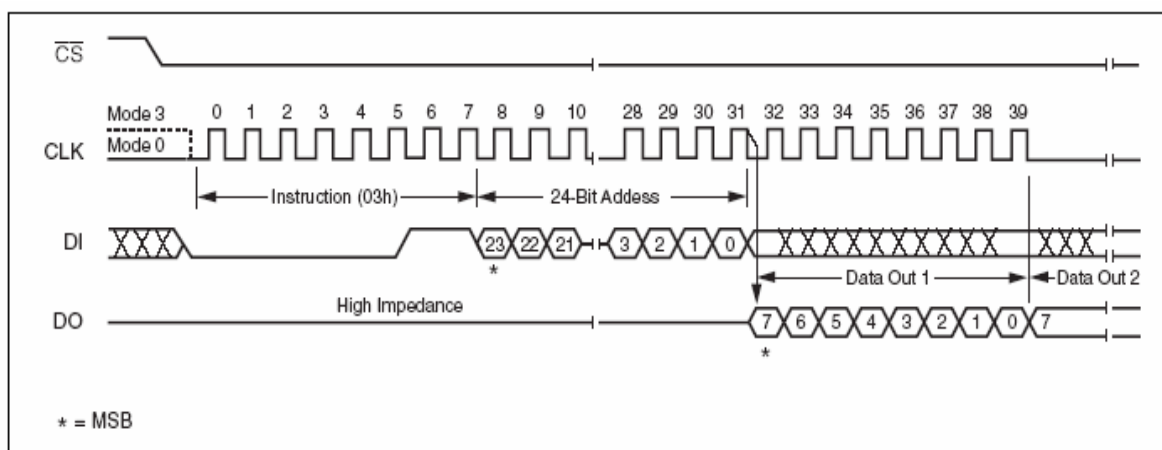 CS
Mode 3
0 1 2 3 4 5 6 7 8 9 10 28 29 30 31 32 33 34 35 36 37 38 39
CLK
Mode 0
Instruction (03h)
24-Bit Addess
DI
23 22 21 3 2 1 0
*
Data Out 1
Data Out 2
High Impedance
DO
7 6 5 4 3 2 1 0 7
*
* = MSB